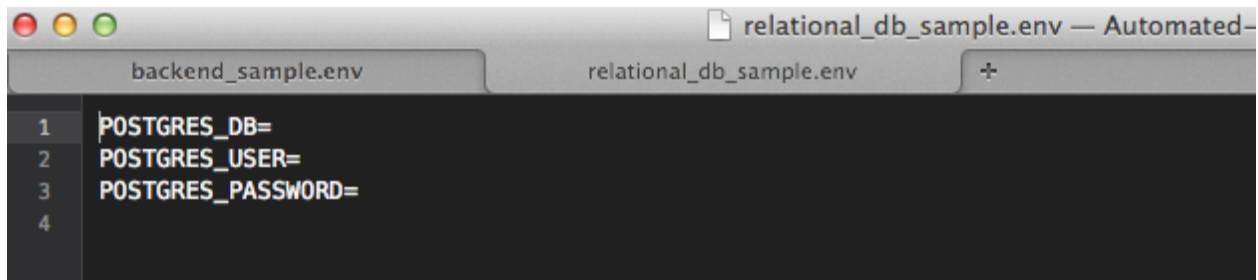 relational_db_sample.env — Automated-
backend_sample.env
relational_db_sample.env
+
1 POSTGRES_DB=
2 POSTGRES_USER=
3 POSTGRES_PASSWORD=
4